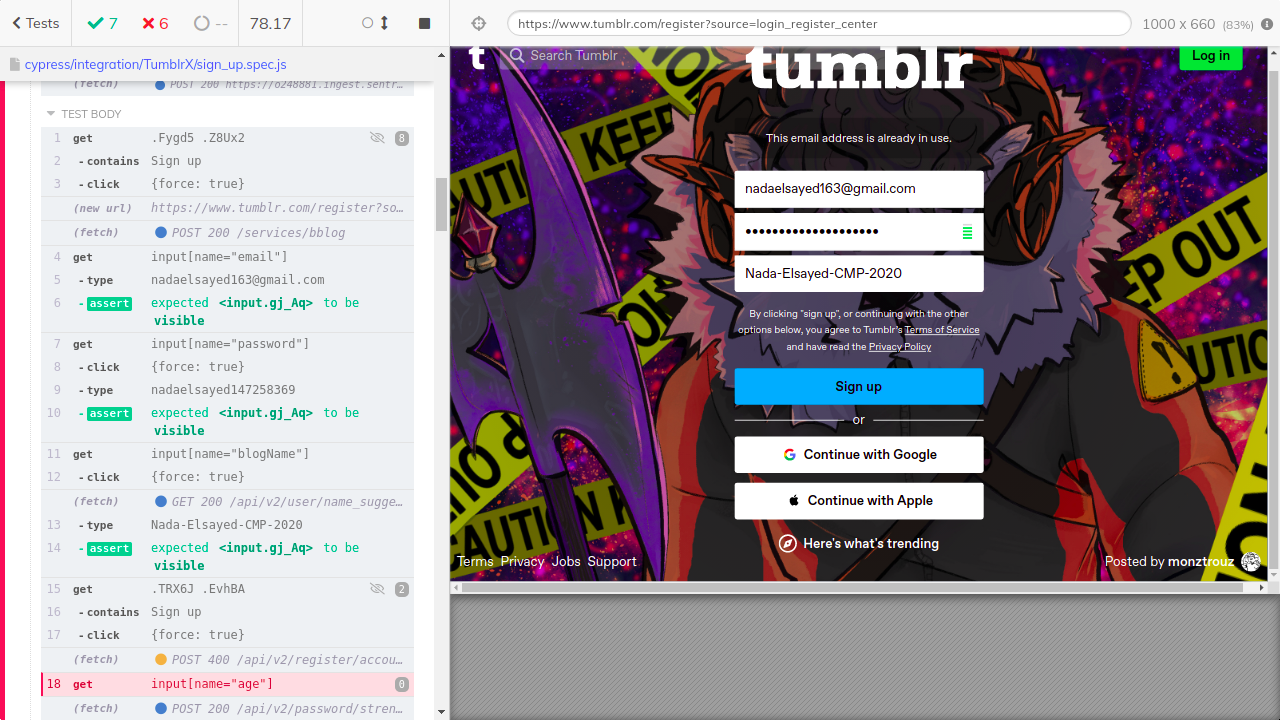 Tests
7
6
--
78.17
https://www.tumblr.com/register?source=login_register_center
1000 x 660 (83%)
cypress/integration/TumblrX/sign_up.spec.js
(fetch) POST 200 https://o248881.ingest.sentr…
TEST BODY
1 get .Fygd5 .Z8Ux2 8
2 -contains Sign up
3 -click {force: true}
(new url) https://www.tumblr.com/register?so…
(fetch) POST 200 /services/bblog
4 get input[name="email"]
5 -type nadaelsayed163@gmail.com
6 -assert expected <input.gj_Aq> to be
visible
7 get input[name="password"]
8 -click {force: true}
9 -type nadaelsayed147258369
10 -assert expected <input.gj_Aq> to be
visible
11 get input[name="blogName"]
12 -click {force: true}
(fetch) GET 200 /api/v2/user/name_sugge…
13 -type Nada-Elsayed-CMP-2020
14 -assert expected <input.gj_Aq> to be
visible
15 get .TRX6J .EvhBA 2
16 -contains Sign up
17 -click {force: true}
(fetch) POST 400 /api/v2/register/accou…
18 get input[name="age"] 0
(fetch) POST 200 /api/v2/password/stren…
t
Search Tumblr
tumblr
Log in
This email address is already in use.
nadaelsayed163@gmail.com
••••••••••••••••••••
Nada-Elsayed-CMP-2020
By clicking "sign up", or continuing with the other
options below, you agree to Tumblr's Terms of Service
and have read the Privacy Policy
Sign up
or
Continue with Google
Continue with Apple
Here's what's trending
Terms Privacy Jobs Support
Posted by monztrouz
KEEP
OUT
CAUTION